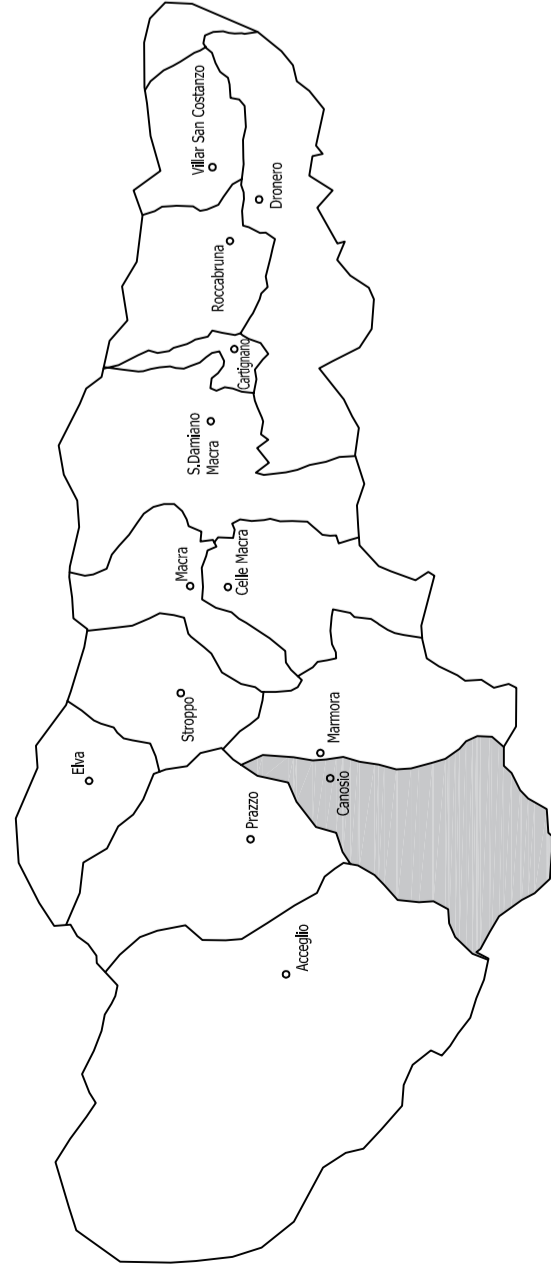 Villar San Costanzo
Dronero
Roccabruna
Cartignano
S.Damiano
Macra
Macra
Celle Macra
Stroppo
Elva
Marmora
Canosio
Prazzo
Acceglio